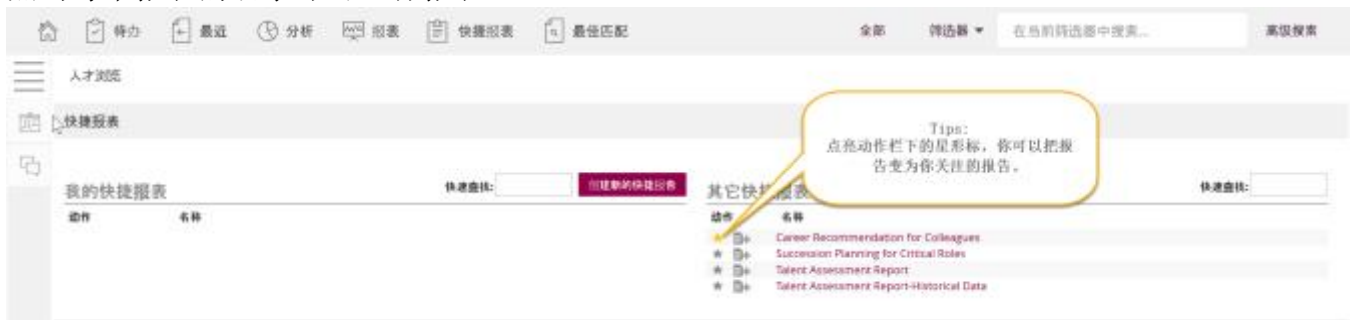 待办 最近 分析 报表 快捷报表 最佳匹配 全部 筛选器 在当前筛选器中搜索... 高级搜索
人才浏览
快捷报表
Tips:
点亮动作栏下的星形标，你可以把报
告变为你关注的报告。
我的快捷报表 快速查找: 创建新的快捷报表
动作 名称
快速查找:
动作 名称
Career Recommendation for Colleagues
Succession Planning for Critical Roles
Talent Assessment Report
Talent Assessment Report-Historical Data